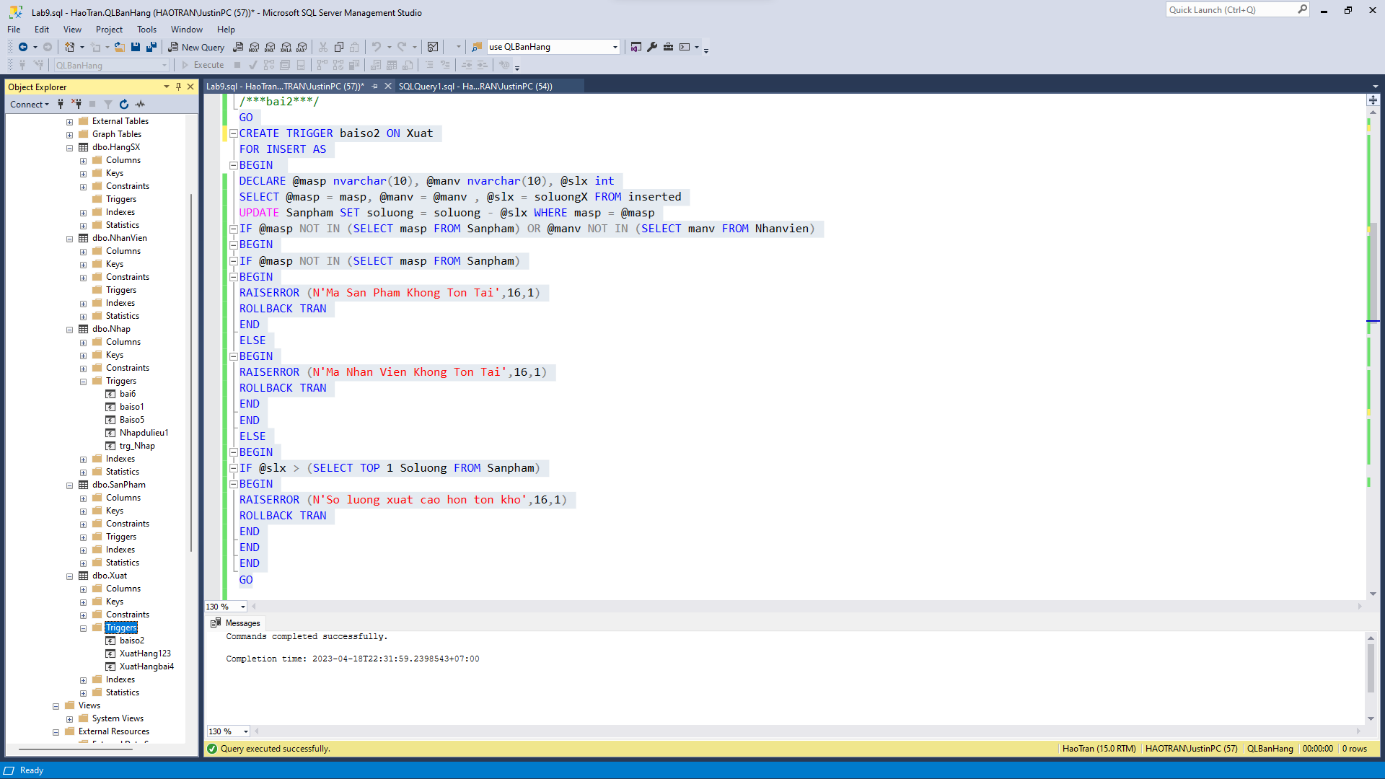 Lab9.sql - HaoTran.QLBanHang (HAOTRAN\JustinPC (57))* - Microsoft SQL Server Management Studio
Quick Launch (Ctrl+Q)
File Edit View Project Tools Window Help
New Query
use QLBanHang
QLBanHang
Execute
Object Explorer
Connect
External Tables
Graph Tables
dbo.HangSX
Columns
Keys
Constraints
Triggers
Indexes
Statistics
dbo.NhanVien
Columns
Keys
Constraints
Triggers
Indexes
Statistics
dbo.Nhap
Columns
Keys
Constraints
Triggers
bai6
baiso1
Baiso5
Nhapdulieu1
trg_Nhap
Indexes
Statistics
dbo.SanPham
Columns
Keys
Constraints
Triggers
Indexes
Statistics
dbo.Xuat
Columns
Keys
Constraints
Triggers
baiso2
XuatHang123
XuatHangbai4
Indexes
Statistics
Views
System Views
External Resources
Lab9.sql - HaoTran...TRAN\JustinPC (57))*
SQLQuery1.sql - Ha...RAN\JustinPC (54))
/***bai2***/
GO
CREATE TRIGGER baiso2 ON Xuat
FOR INSERT AS
BEGIN
DECLARE @masp nvarchar(10), @manv nvarchar(10), @slx int
SELECT @masp = masp, @manv = @manv , @slx = soluongX FROM inserted
UPDATE Sanpham SET soluong = soluong - @slx WHERE masp = @masp
IF @masp NOT IN (SELECT masp FROM Sanpham) OR @manv NOT IN (SELECT manv FROM Nhanvien)
BEGIN
IF @masp NOT IN (SELECT masp FROM Sanpham)
BEGIN
RAISERROR (N'Ma San Pham Khong Ton Tai',16,1)
ROLLBACK TRAN
END
ELSE
BEGIN
RAISERROR (N'Ma Nhan Vien Khong Ton Tai',16,1)
ROLLBACK TRAN
END
END
ELSE
BEGIN
IF @slx > (SELECT TOP 1 Soluong FROM Sanpham)
BEGIN
RAISERROR (N'So luong xuat cao hon ton kho',16,1)
ROLLBACK TRAN
END
END
END
GO
130 %
Messages
Commands completed successfully.
Completion time: 2023-04-18T22:31:59.2398543+07:00
130 %
Query executed successfully.
HaoTran (15.0 RTM) HAOTRAN\JustinPC (57) QLBanHang 00:00:00 0 rows
Ready